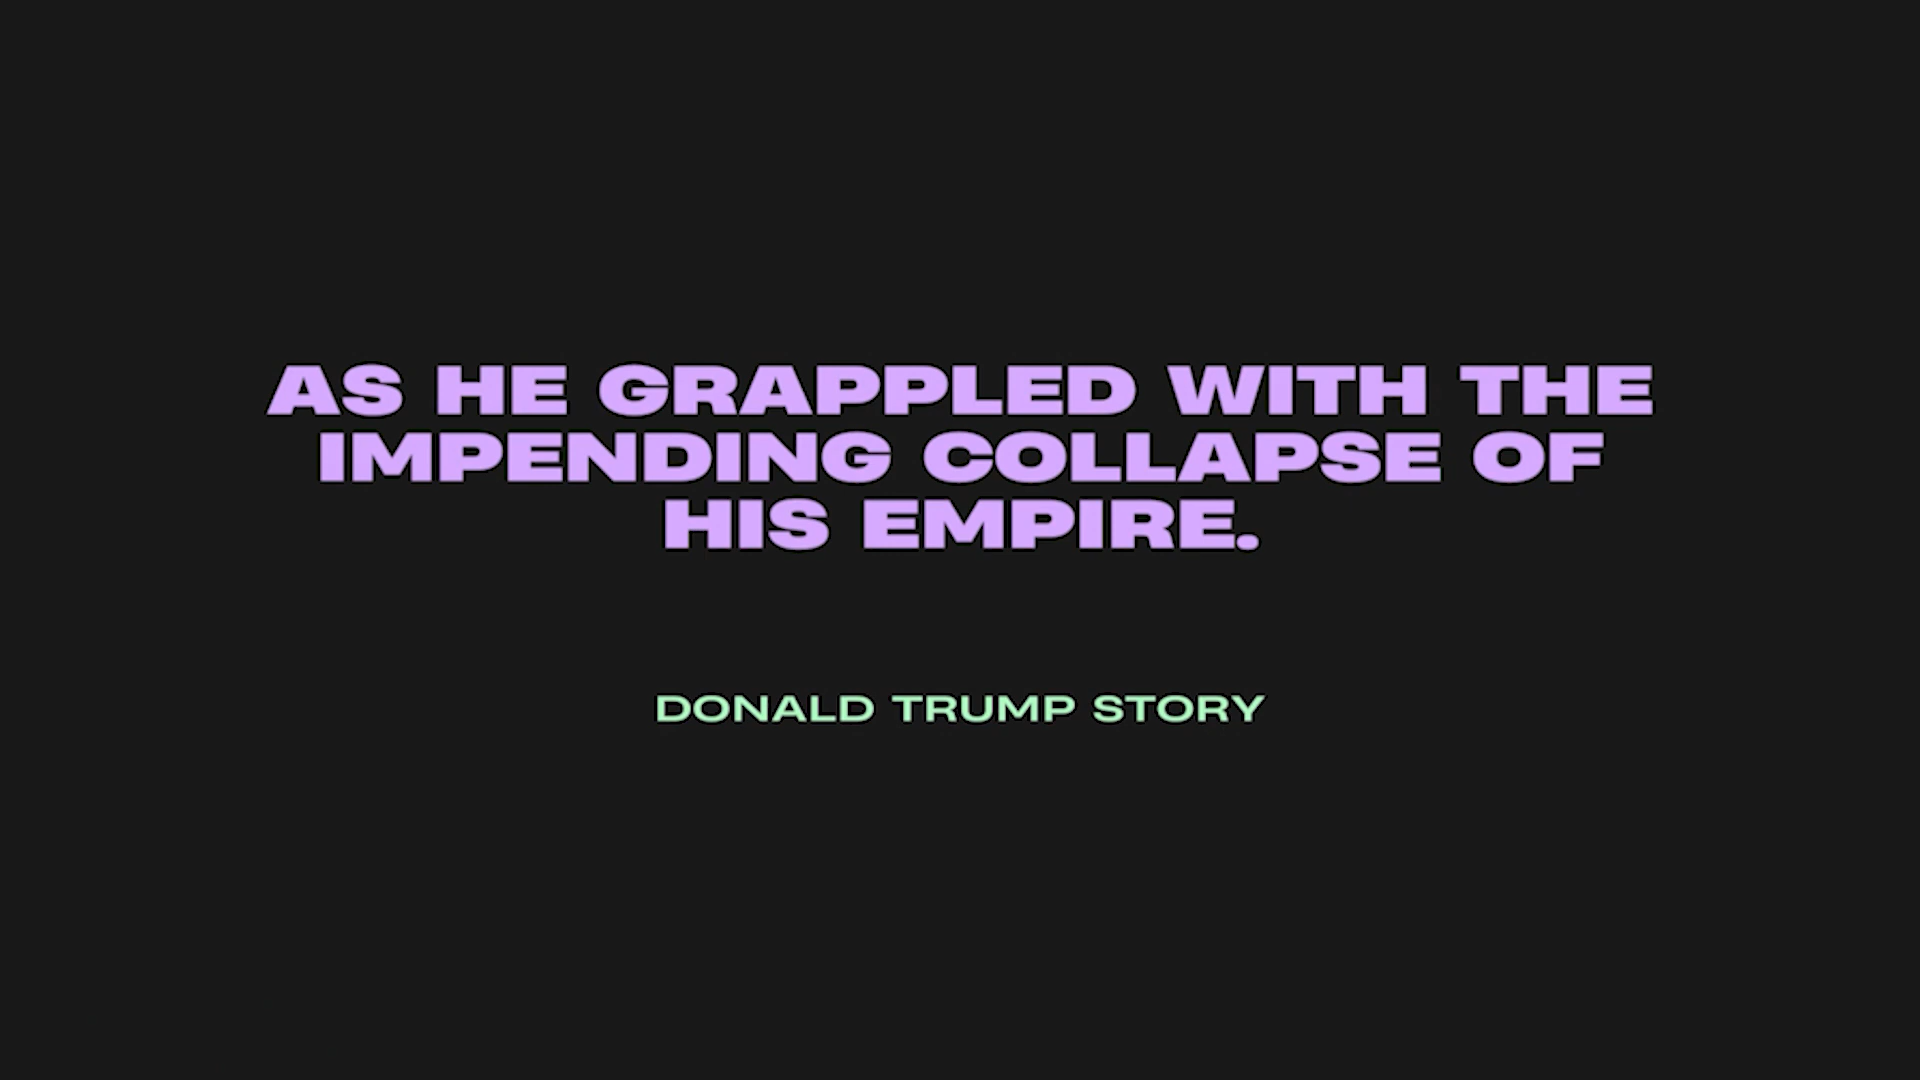 AS HE GRAPPLED WITH THE
IMPENDING COLLAPSE OF
HIS EMPIRE.
DONALD TRUMP STORY